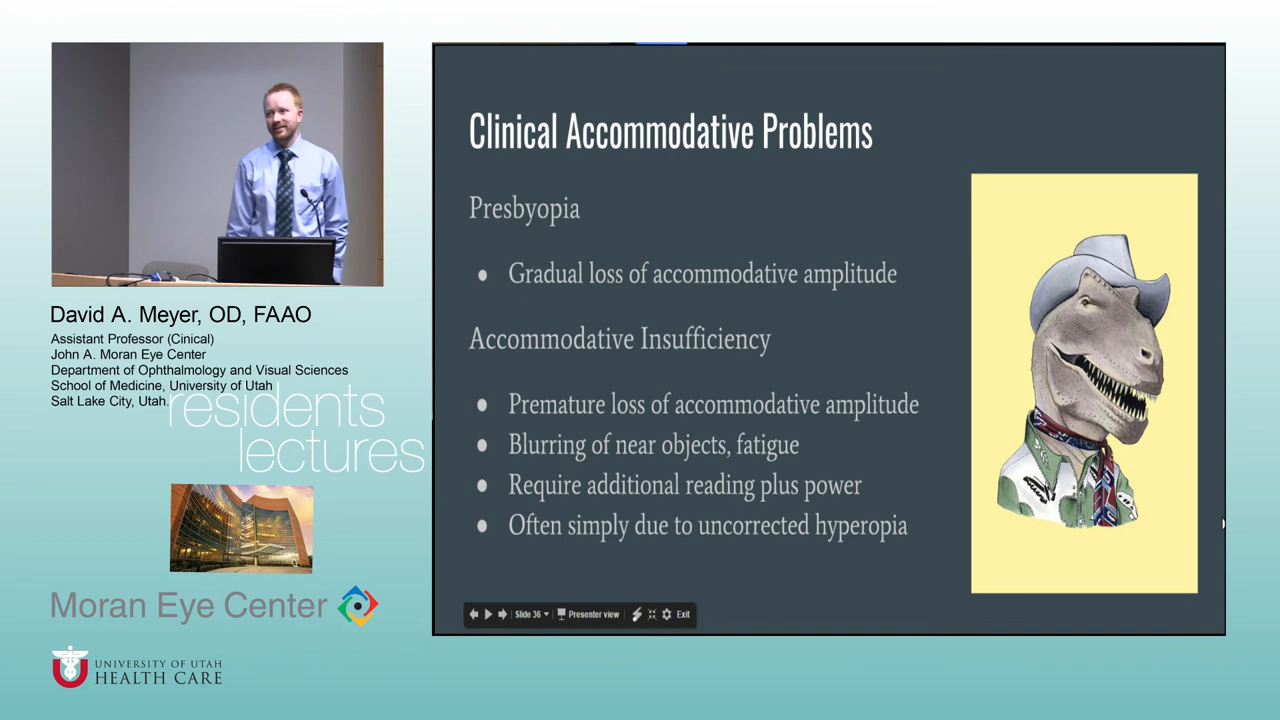 David A. Meyer, OD, FAAO
Assistant Professor (Cinical)
John A. Moran Eye Center
Department of Ophthalmology and Visual Sciences
School of Medicine, University of Utah
Salt Lake City, Utah.
residents
lectures
Moran Eye Center
U
UNIVERSITY OF UTAH
HEALTH CARE
Clinical Accommodative Problems
Presbyopia
● Gradual loss of accommodative amplitude
Accommodative Insufficiency
● Premature loss of accommodative amplitude
● Blurring of near objects, fatigue
● Require additional reading plus power
● Often simply due to uncorrected hyperopia
Slide 36 Presenter view Exit